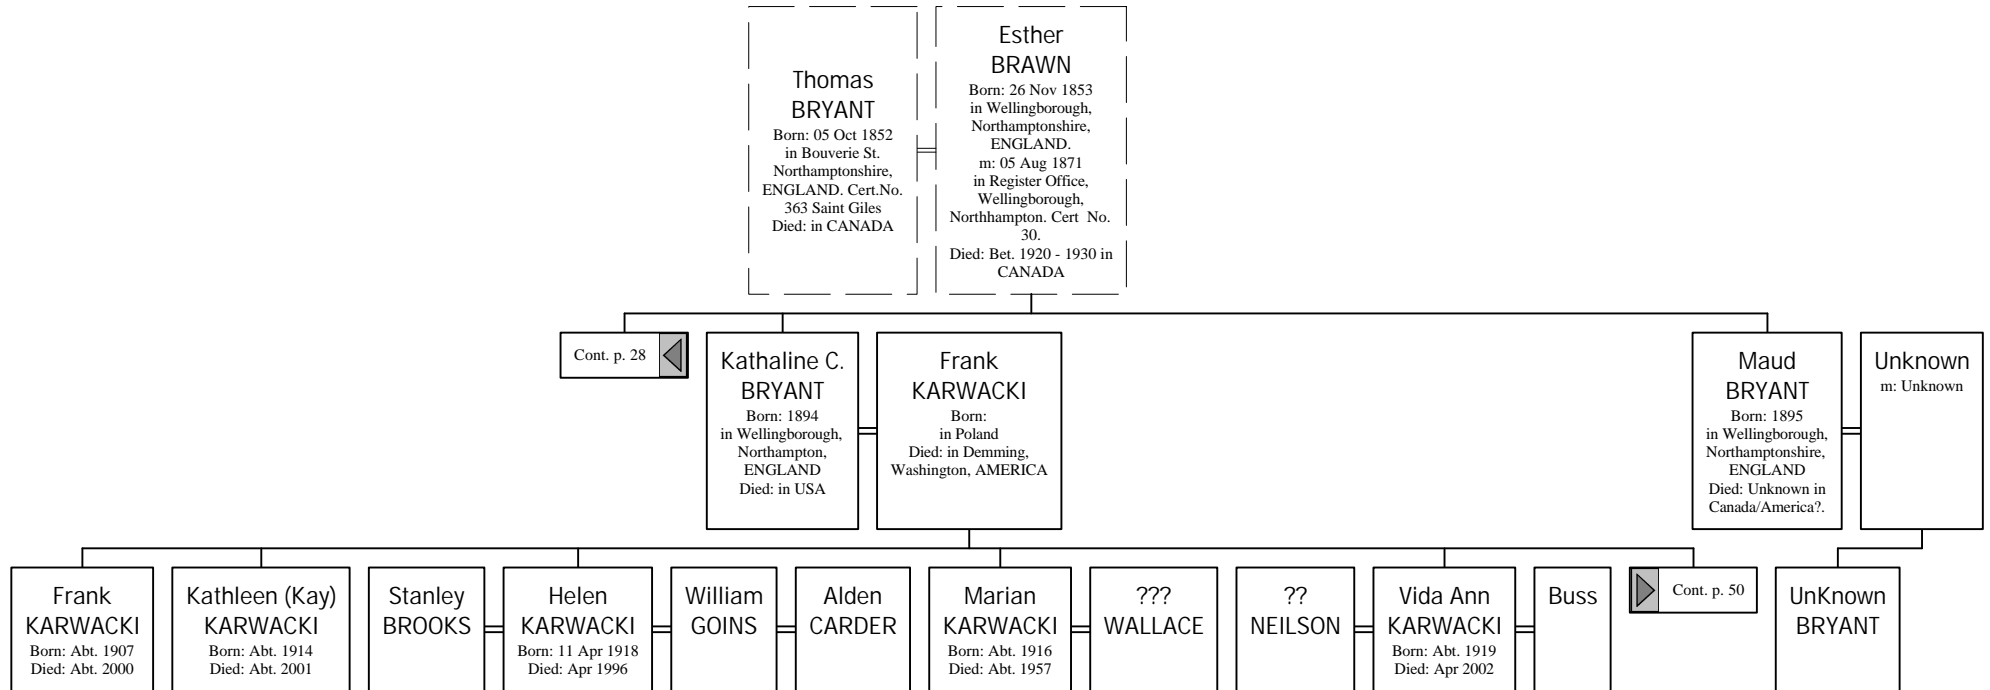 Thomas
BRYANT
Born: 05 Oct 1852
in Bouverie St.
Northamptonshire,
ENGLAND. Cert.No.
363 Saint Giles
Died: in CANADA
Esther
BRAWN
Born: 26 Nov 1853
in Wellingborough,
Northamptonshire,
ENGLAND.
m: 05 Aug 1871
in Register Office,
Wellingborough,
Northhampton. Cert  No.
30.
Died: Bet. 1920 - 1930 in
CANADA
Cont. p. 28
Kathaline C.
BRYANT
Born: 1894
in Wellingborough,
Northampton,
ENGLAND
Died: in USA
Frank
KARWACKI
Born:
in Poland
Died: in Demming,
Washington, AMERICA
Maud
BRYANT
Born: 1895
in Wellingborough,
Northamptonshire,
ENGLAND
Died: Unknown in
Canada/America?.
Unknown
m: Unknown
Frank
KARWACKI
Born: Abt. 1907
Died: Abt. 2000
Kathleen (Kay)
KARWACKI
Born: Abt. 1914
Died: Abt. 2001
Stanley
BROOKS
Helen
KARWACKI
Born: 11 Apr 1918
Died: Apr 1996
William
GOINS
Alden
CARDER
Marian
KARWACKI
Born: Abt. 1916
Died: Abt. 1957
???
WALLACE
??
NEILSON
Vida Ann
KARWACKI
Born: Abt. 1919
Died: Apr 2002
Buss
Cont. p. 50
UnKnown
BRYANT